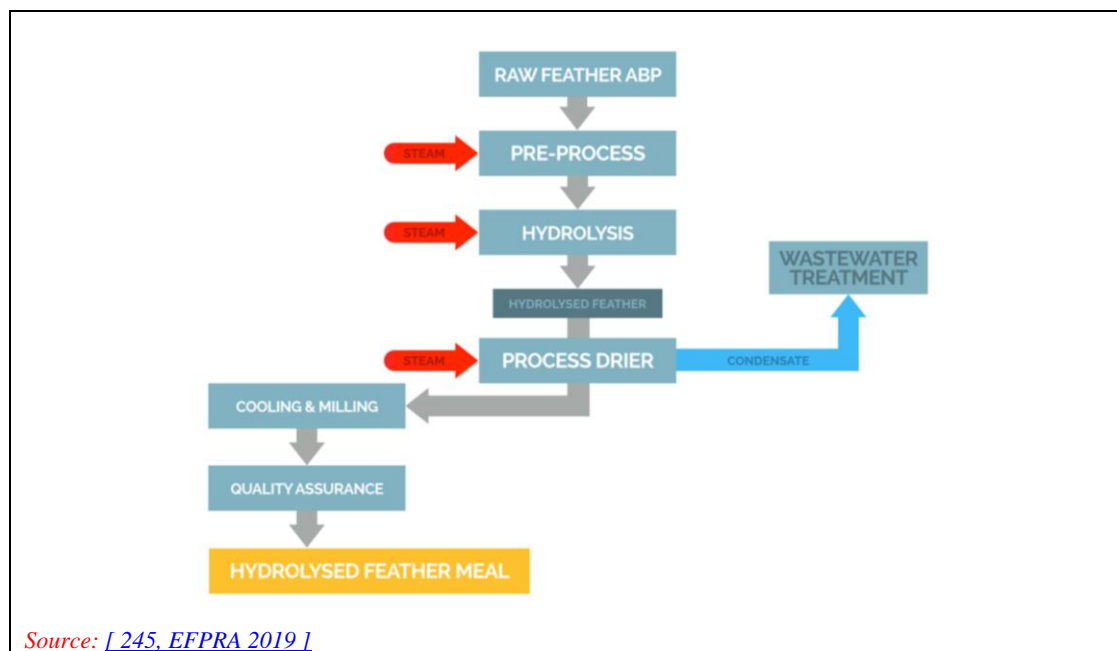 RAW FEATHER ABP
STEAM
PRE-PROCESS
STEAM
HYDROLYSIS
WASTEWATER
TREATMENT
HYDROLYSED FEATHER
STEAM
PROCESS DRIER
CONDENSATE
COOLING & MILLING
QUALITY ASSURANCE
HYDROLYSED FEATHER MEAL
Source: [ 245, EFPRA 2019 ]